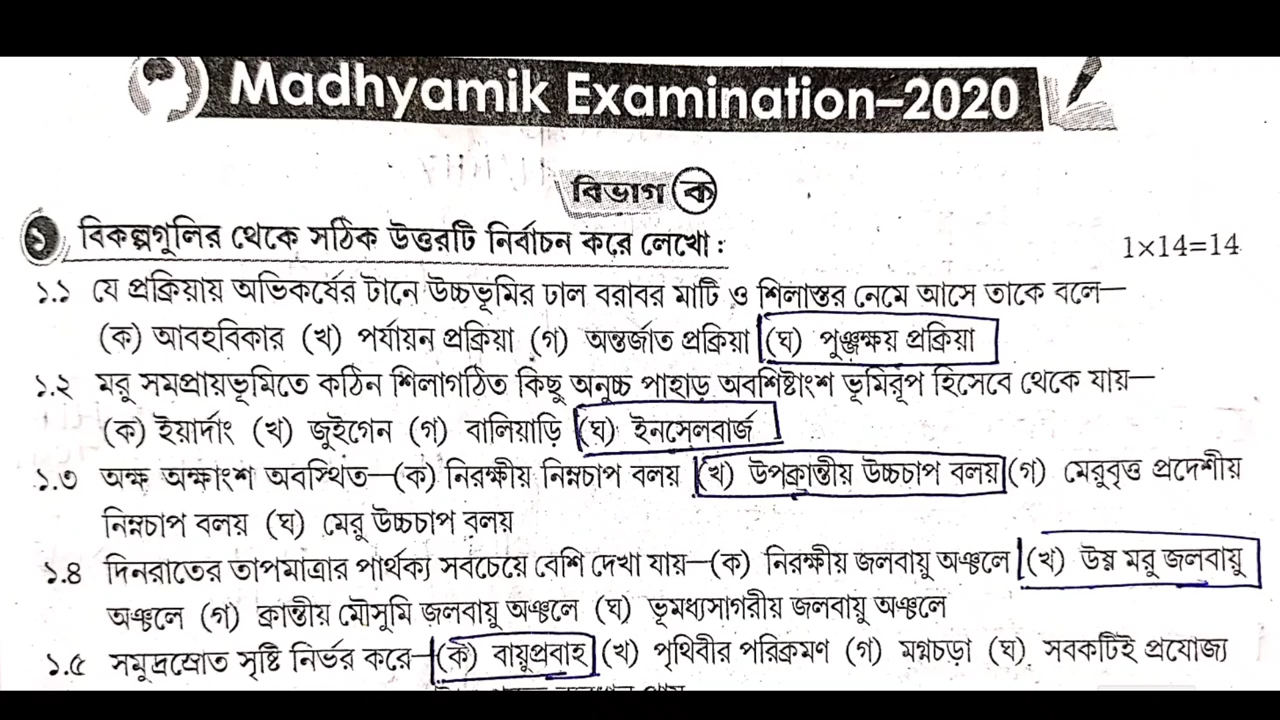 Madhyamik Examination–2020
বিভাগ ক
১ বিকল্পগুলির থেকে সঠিক উত্তরটি নির্বাচন করে লেখো : 1×14=14
১.১ যে প্রক্রিয়ায় অভিকর্ষের টানে উচ্চভূমির ঢাল বরাবর মাটি ও শিলাস্তর নেমে আসে তাকে বলে—
(ক) আবহবিকার (খ) পর্যায়ন প্রক্রিয়া (গ) অন্তর্জাত প্রক্রিয়া (ঘ) পুঞ্জক্ষয় প্রক্রিয়া
১.২ মরু সমপ্রায়ভূমিতে কঠিন শিলাগঠিত কিছু অনুচ্চ পাহাড় অবশিষ্টাংশ ভূমিরূপ হিসেবে থেকে যায়—
(ক) ইয়ার্দাং (খ) জুইগেন (গ) বালিয়াড়ি (ঘ) ইনসেলবার্জ
১.৩ অক্ষ অক্ষাংশ অবস্থিত—(ক) নিরক্ষীয় নিম্নচাপ বলয় (খ) উপক্রান্তীয় উচ্চচাপ বলয় (গ) মেরুবৃত্ত প্রদেশীয়
নিম্নচাপ বলয় (ঘ) মেরু উচ্চচাপ বলয়
১.৪ দিনরাতের তাপমাত্রার পার্থক্য সবচেয়ে বেশি দেখা যায়—(ক) নিরক্ষীয় জলবায়ু অঞ্চলে (খ) উষ্ণ মরু জলবায়ু
অঞ্চলে (গ) ক্রান্তীয় মৌসুমি জলবায়ু অঞ্চলে (ঘ) ভূমধ্যসাগরীয় জলবায়ু অঞ্চলে
১.৫ সমুদ্রস্রোত সৃষ্টি নির্ভর করে—(ক) বায়ুপ্রবাহ (খ) পৃথিবীর পরিক্রমণ (গ) মগ্নচড়া (ঘ) সবকটিই প্রযোজ্য